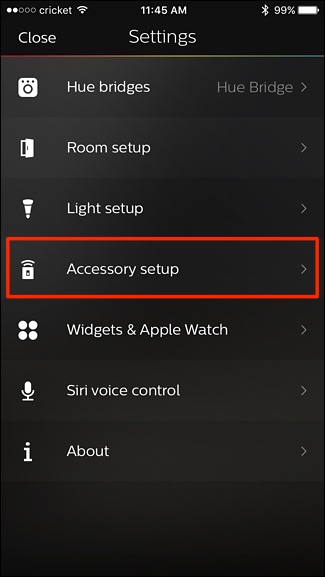 cricket 11:45 AM 99%
Close Settings
Hue bridges Hue Bridge
Room setup
Light setup
Accessory setup
Widgets & Apple Watch
Siri voice control
About